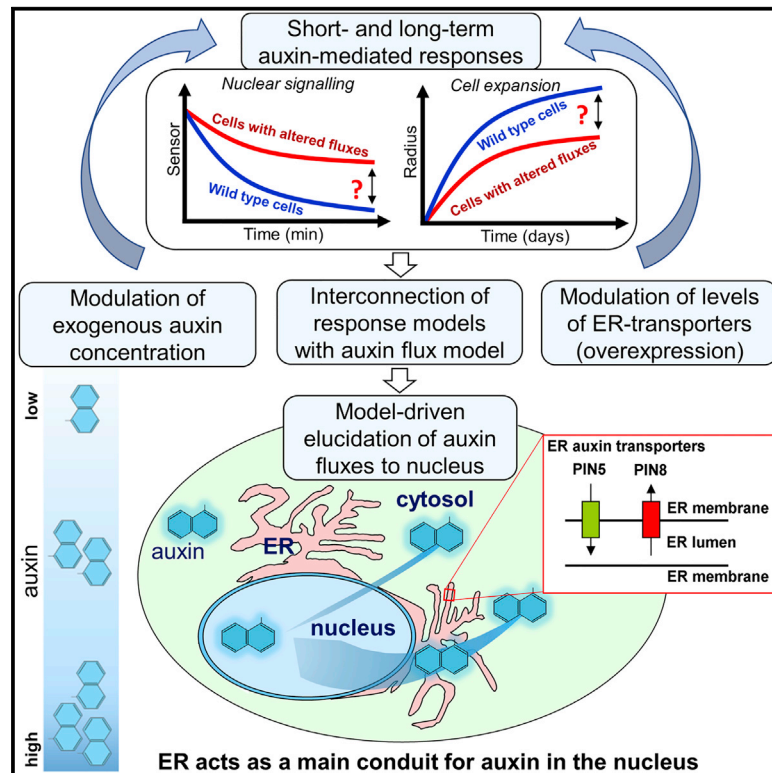 Short- and long-term
auxin-mediated responses
Nuclear signalling
Sensor
Cells with altered fluxes
?
Wild type cells
Time (min)
Cell expansion
Radius
Wild type cells
?
Cells with altered fluxes
Time (days)
Modulation of
exogenous auxin
concentration
Interconnection of
response models
with auxin flux model
Modulation of levels
of ER-transporters
(overexpression)
low
auxin
high
Model-driven
elucidation of auxin
fluxes to nucleus
auxin
ER
cytosol
nucleus
ER auxin transporters
PIN5 PIN8
ER membrane
ER lumen
ER membrane
ER acts as a main conduit for auxin in the nucleus